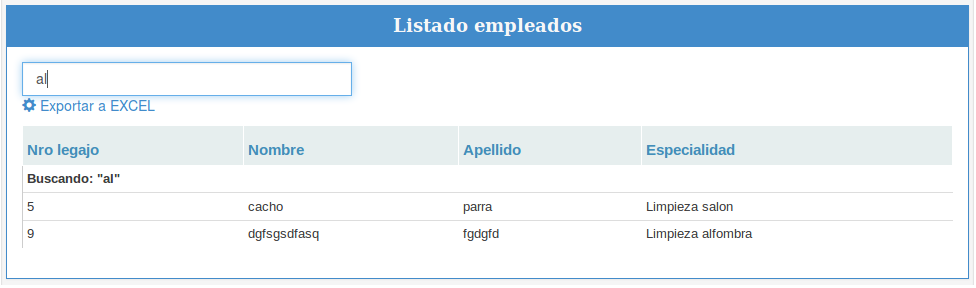 Listado empleados
al
Exportar a EXCEL
Nro legajo Nombre Apellido Especialidad
Buscando: "al"
5 cacho parra Limpieza salon
9 dgfsgsdfasq fgdgfd Limpieza alfombra